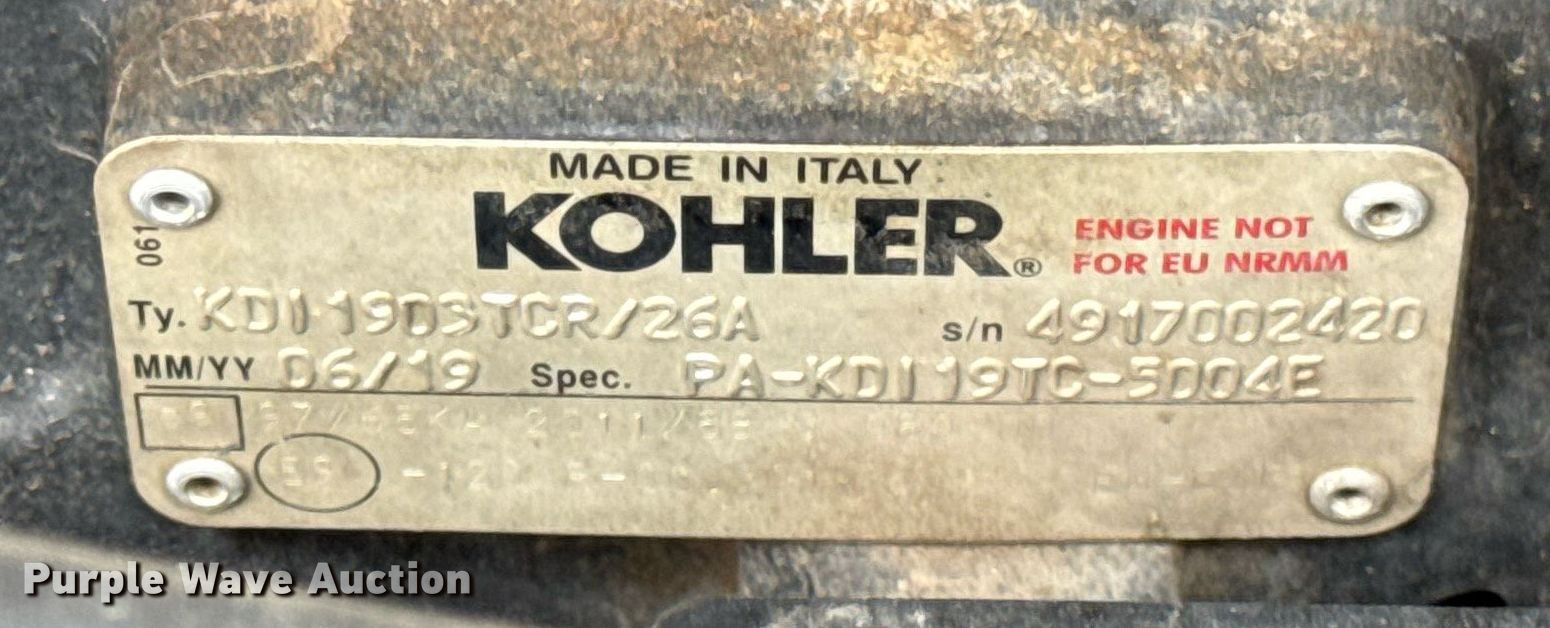 MADE IN ITALY
KOHLER®
ENGINE NOT
FOR EU NRMM
061
Ty. KDI 1903TCR/26A s/n 4917002420
MM/YY 06/19 Spec. PA-KDI19TC-5004E
Purple Wave Auction